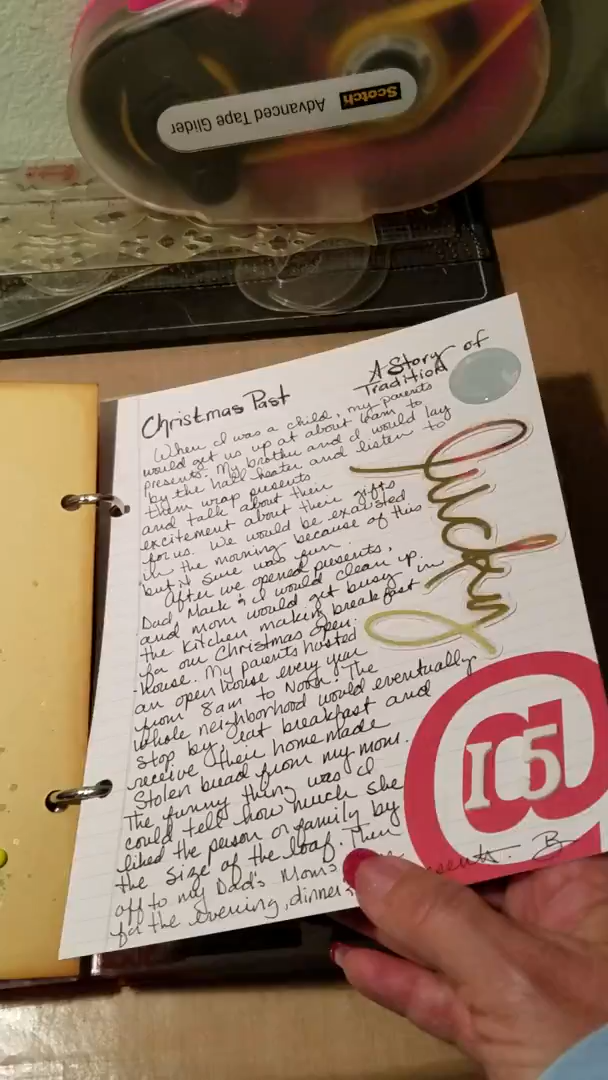 Scotch
Advanced Tape Glider
A Story of
Tradition
Christmas Past
When I was a child, my parents
would get us up at about 6am to
presents. My brother and I would lay
by the hall heater and listen to
them wrap presents
and talk about their
excitement about their gifts
for us. We would be exausted
in the morning because of this
but it sure was fun.
After we opened presents,
Dad, Mark & I would clean up
and mom would get busy in
the kitchen making breakfast
for our Christmas open
house. My parents hosted
an open house every year
from 8am to Noon. The
whole neighborhood would eventually
stop by, eat breakfast and
receive their homemade
Stolen bread from my mom.
The funny thing was I
could tell how much she
liked the person or family by
the size of the loaf. Then
off to my Dad's Mom's
for the evening, dinner
lucky
15